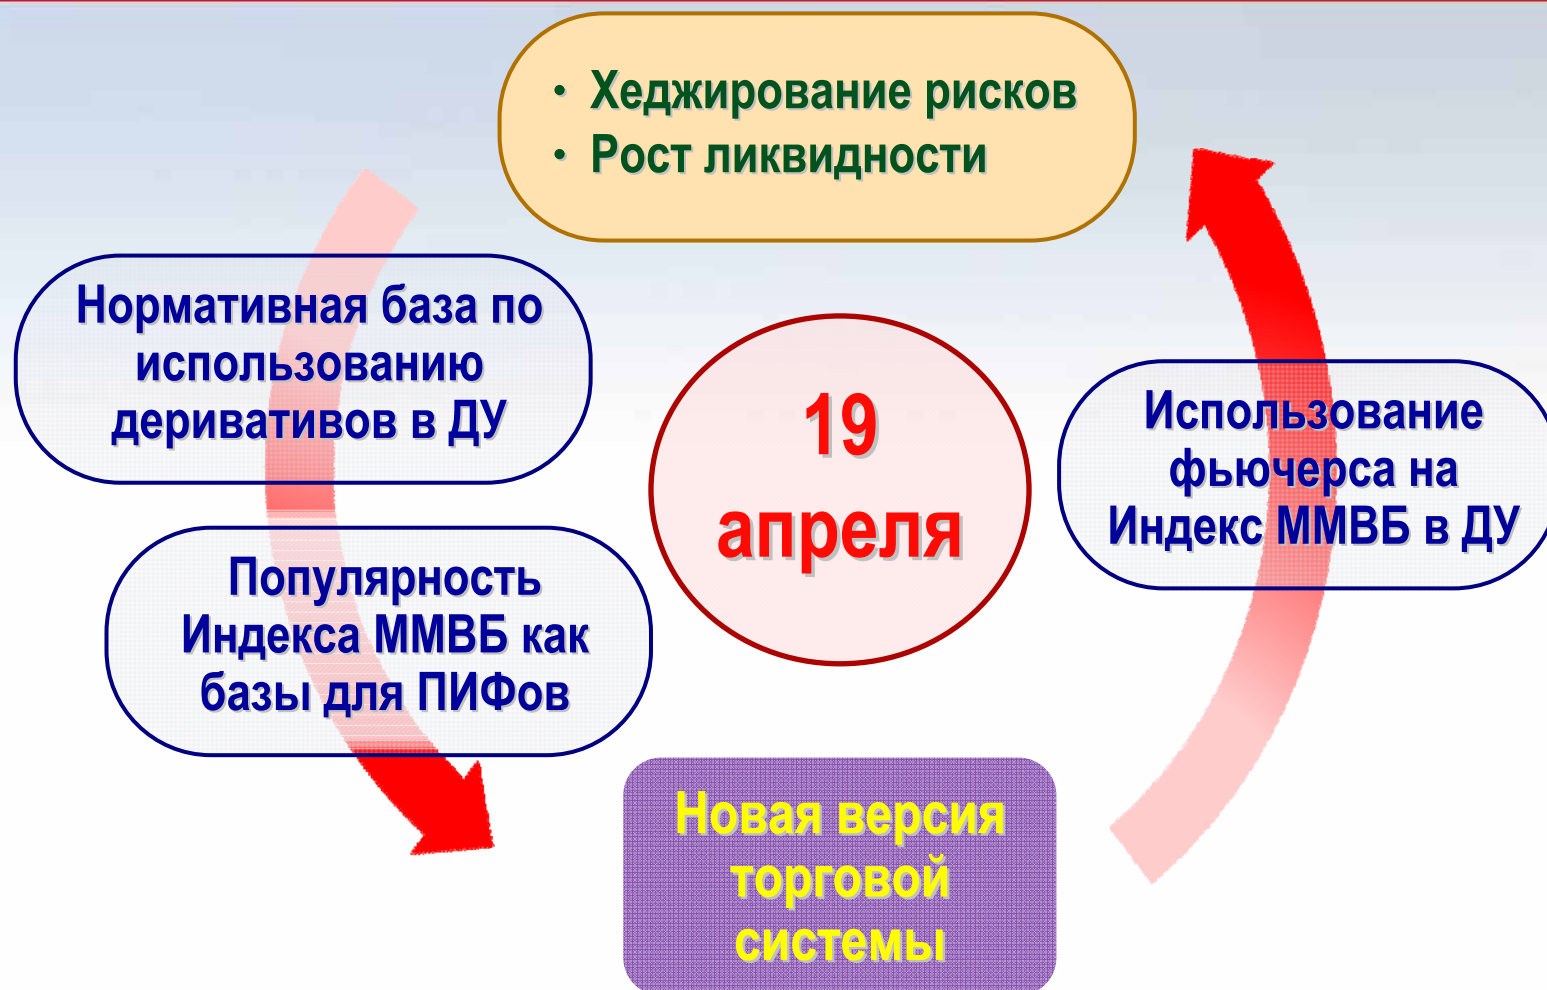 • Хеджирование рисков
• Рост ликвидности
Нормативная база по
использованию
деривативов в ДУ
19
апреля
Использование
фьючерса на
Индекс ММВБ в ДУ
Популярность
Индекса ММВБ как
базы для ПИФов
Новая версия
торговой
системы